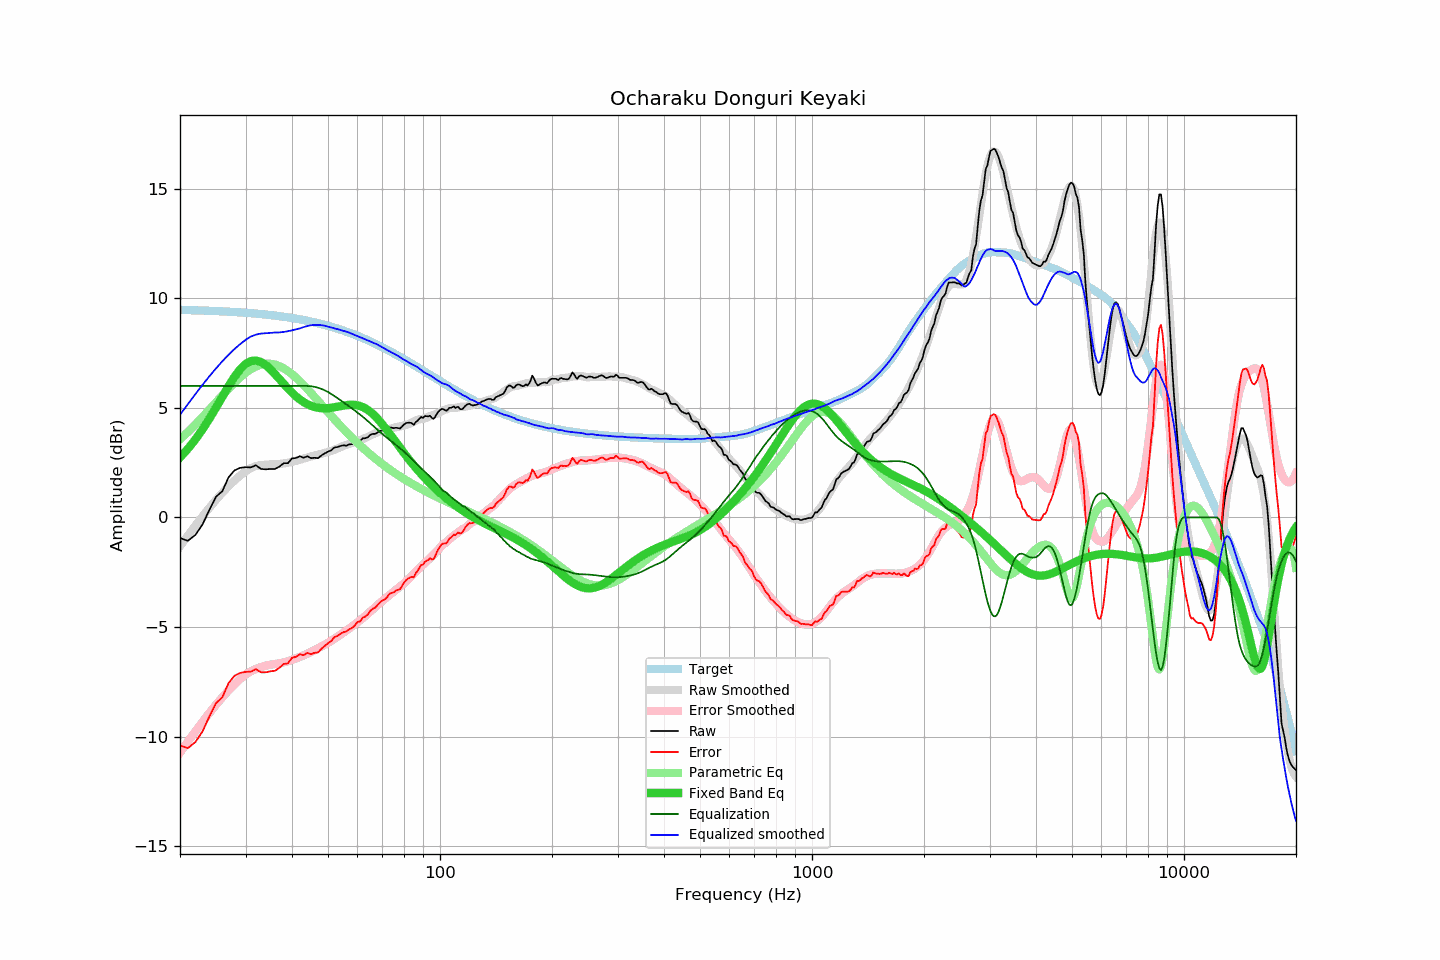 Ocharaku Donguri Keyaki
Amplitude (dBr)
15
10
5
0
−5
−10
−15
Target
Raw Smoothed
Error Smoothed
Raw
Error
Parametric Eq
Fixed Band Eq
Equalization
Equalized smoothed
100
1000
10000
Frequency (Hz)